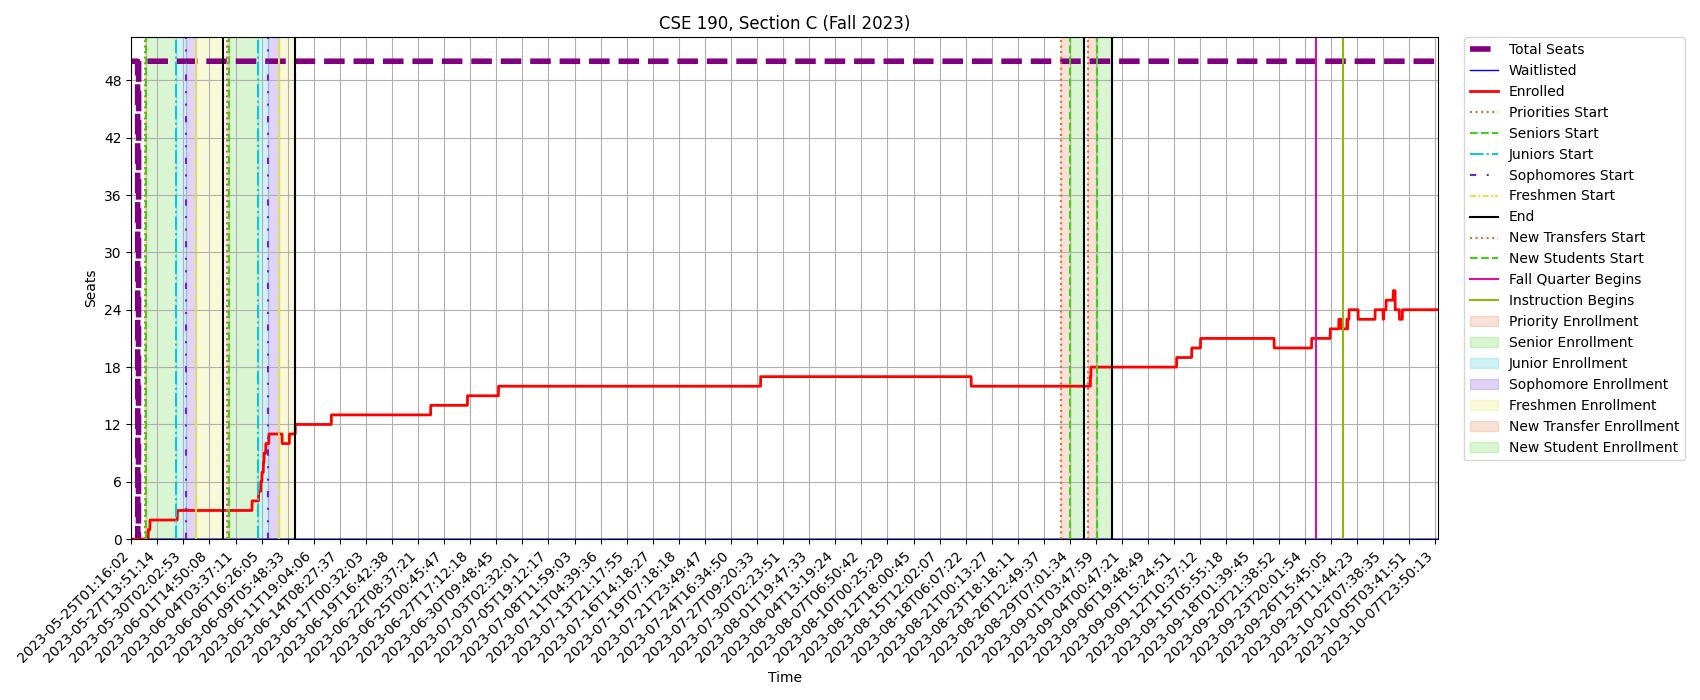 CSE 190, Section C (Fall 2023)
Seats
48
42
36
30
24
18
12
6
0
2023-05-25T01:16:02
2023-05-27T13:51:14
2023-05-30T02:02:53
2023-06-01T14:50:08
2023-06-04T03:37:11
2023-06-06T16:26:05
2023-06-09T05:48:33
2023-06-11T19:04:06
2023-06-14T08:27:37
2023-06-17T00:32:03
2023-06-19T16:42:38
2023-06-22T08:37:21
2023-06-25T00:45:47
2023-06-27T17:12:18
2023-06-30T09:48:45
2023-07-03T02:32:01
2023-07-05T19:12:17
2023-07-08T11:59:03
2023-07-11T04:39:36
2023-07-13T21:17:55
2023-07-16T14:18:27
2023-07-19T07:18:18
2023-07-21T23:49:47
2023-07-24T16:34:50
2023-07-27T09:20:33
2023-07-30T02:23:51
2023-08-01T19:47:33
2023-08-04T13:19:24
2023-08-07T06:50:42
2023-08-10T00:25:29
2023-08-12T18:00:45
2023-08-15T12:02:07
2023-08-18T06:07:22
2023-08-21T00:13:27
2023-08-23T18:18:11
2023-08-26T12:49:37
2023-08-29T07:01:34
2023-09-01T03:47:59
2023-09-04T00:47:21
2023-09-06T19:48:49
2023-09-09T15:24:51
2023-09-12T10:37:12
2023-09-15T05:55:18
2023-09-18T01:39:45
2023-09-20T21:38:52
2023-09-23T20:01:54
2023-09-26T15:45:05
2023-09-29T11:44:23
2023-10-02T07:38:35
2023-10-05T03:41:51
2023-10-07T23:50:13
Time
Total Seats
Waitlisted
Enrolled
Priorities Start
Seniors Start
Juniors Start
Sophomores Start
Freshmen Start
End
New Transfers Start
New Students Start
Fall Quarter Begins
Instruction Begins
Priority Enrollment
Senior Enrollment
Junior Enrollment
Sophomore Enrollment
Freshmen Enrollment
New Transfer Enrollment
New Student Enrollment